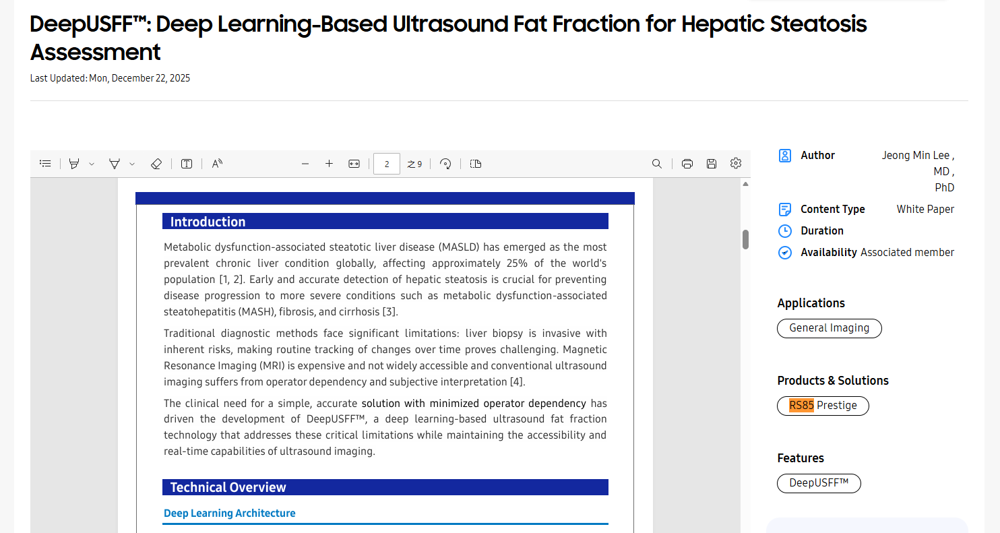 DeepUSFF™: Deep Learning-Based Ultrasound Fat Fraction for Hepatic Steatosis
Assessment
Last Updated: Mon, December 22, 2025
2
之 9
Introduction
Metabolic dysfunction-associated steatotic liver disease (MASLD) has emerged as the most
prevalent chronic liver condition globally, affecting approximately 25% of the world's
population [1, 2]. Early and accurate detection of hepatic steatosis is crucial for preventing
disease progression to more severe conditions such as metabolic dysfunction-associated
steatohepatitis (MASH), fibrosis, and cirrhosis [3].
Traditional diagnostic methods face significant limitations: liver biopsy is invasive with
inherent risks, making routine tracking of changes over time proves challenging. Magnetic
Resonance Imaging (MRI) is expensive and not widely accessible and conventional ultrasound
imaging suffers from operator dependency and subjective interpretation [4].
The clinical need for a simple, accurate solution with minimized operator dependency has
driven the development of DeepUSFF™, a deep learning-based ultrasound fat fraction
technology that addresses these critical limitations while maintaining the accessibility and
real-time capabilities of ultrasound imaging.
Technical Overview
Deep Learning Architecture
Author
Jeong Min Lee ,
MD ,
PhD
Content Type
White Paper
Duration
Availability
Associated member
Applications
General Imaging
Products & Solutions
RS85 Prestige
Features
DeepUSFF™